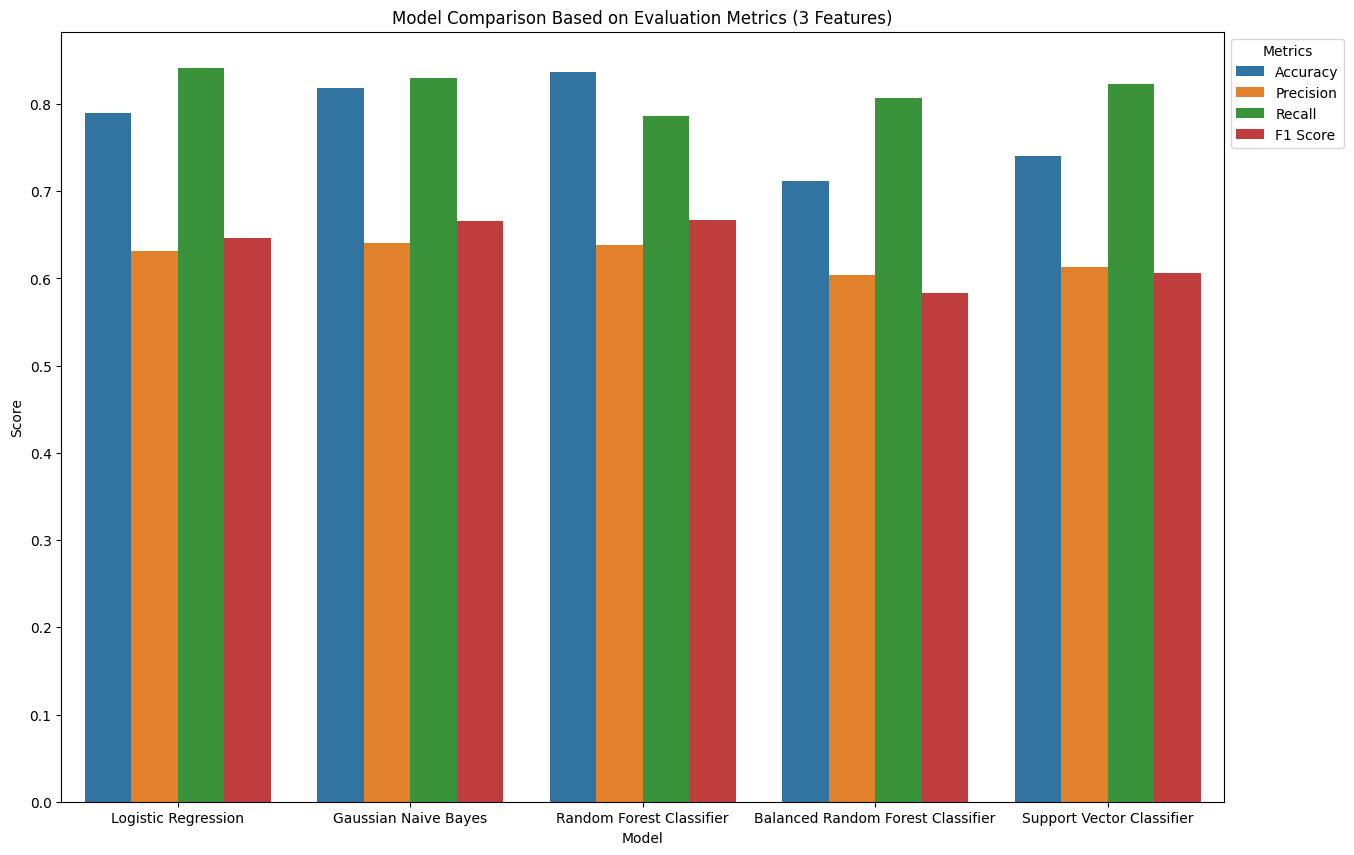 Model Comparison Based on Evaluation Metrics (3 Features)
Metrics
Accuracy
Precision
Recall
F1 Score
Score
0.8
0.7
0.6
0.5
0.4
0.3
0.2
0.1
0.0
Logistic Regression
Gaussian Naive Bayes
Random Forest Classifier
Balanced Random Forest Classifier
Support Vector Classifier
Model